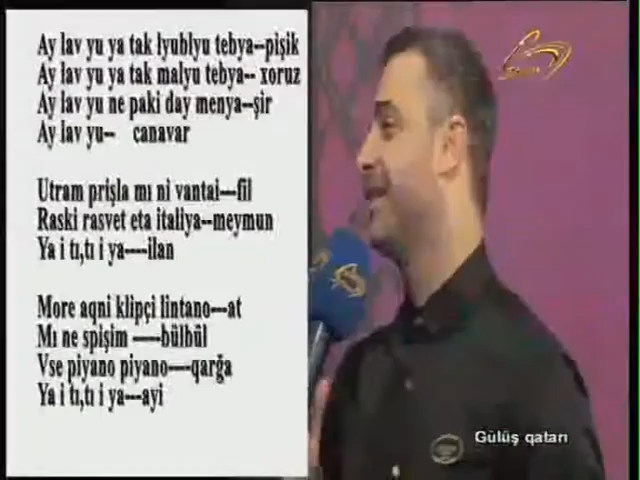 Ay lav yu ya tak lyublyu tebya--pişik
Ay lav yu ya tak malyu tebya-- xoruz
Ay lav yu ne paki day menya--şir
Ay lav yu-- canavar
Utram prişla mı ni vantai---fil
Raski rasvet eta italiya--meymun
Ya i tı,tı i ya----ilan
More aqni klipçi lintano---at
Mı ne spişim -----bülbül
Vse piyano piyano----qarğa
Ya i tı,tı i ya---ayi
Gülüş qatarı